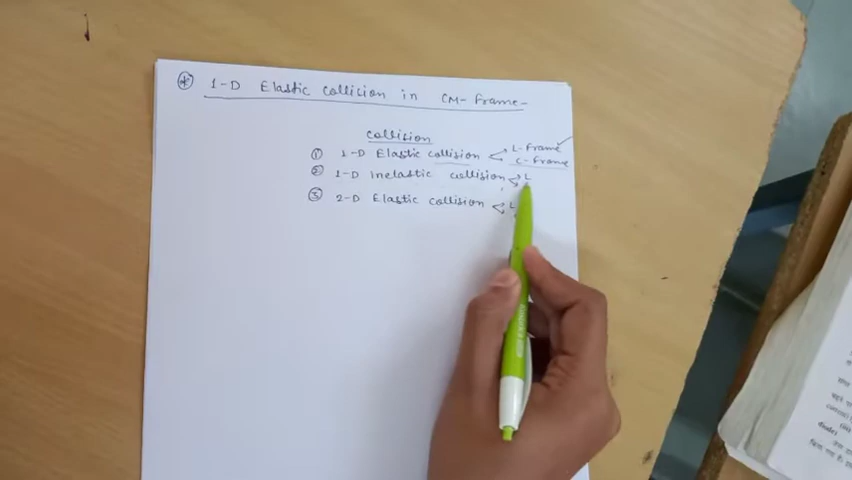 * 1-D Elastic Collision in CM-Frame-
Collision
① 1-D Elastic collision L-Frame
C-Frame
② 1-D Inelastic collision L
③ 2-D Elastic collision L